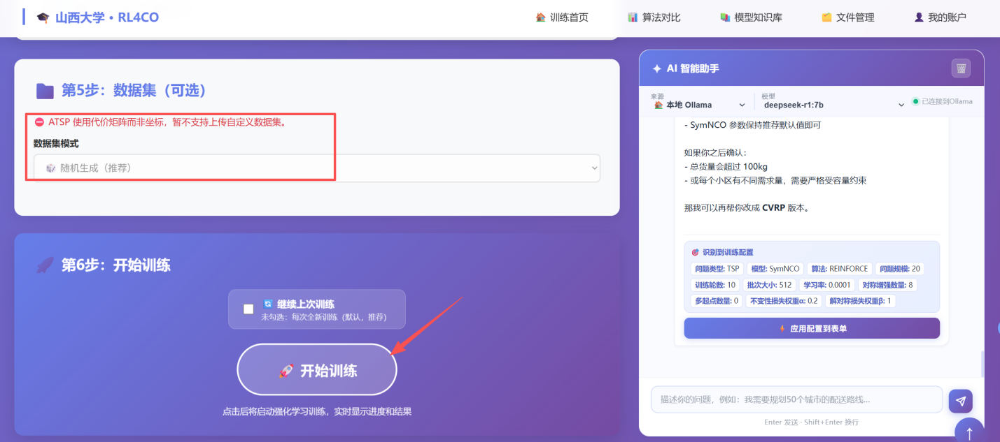 山西大学 • RL4CO
训练首页
算法对比
模型知识库
文件管理
我的账户
第5步：数据集（可选）
ATSP 使用代价矩阵而非坐标，暂不支持上传自定义数据集。
数据集模式
随机生成（推荐）
第6步：开始训练
继续上次训练
未勾选：每次全新训练（默认，推荐）
开始训练
点击后将启动强化学习训练，实时显示进度和结果
AI 智能助手
来源
本地 Ollama
模型
deepseek-r1:7b
已连接到Ollama
- SymNCO 参数保持推荐默认值即可
如果你之后确认：
- 总货量会超过 100kg
- 或每个小区有不同需求量，需要严格受容量约束
那我可以再帮你改成 CVRP 版本。
识别到训练配置
问题类型: TSP 模型: SymNCO 算法: REINFORCE 问题规模: 20
训练轮数: 10 批次大小: 512 学习率: 0.0001 对称增强数量: 8
多起点数量: 0 不变性损失权重α: 0.2 解对称损失权重β: 1
应用配置到表单
描述你的问题，例如：我需要规划50个城市的配送路线...
Enter 发送 · Shift+Enter 换行